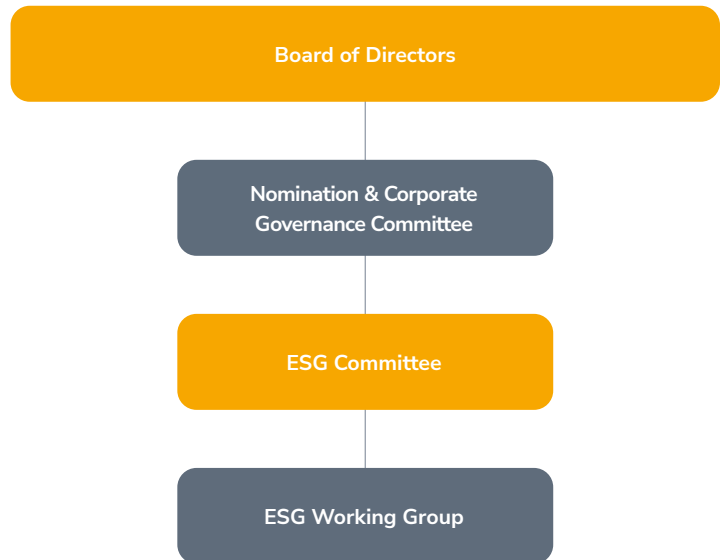 Board of Directors
Nomination & Corporate
Governance Committee
ESG Committee
ESG Working Group